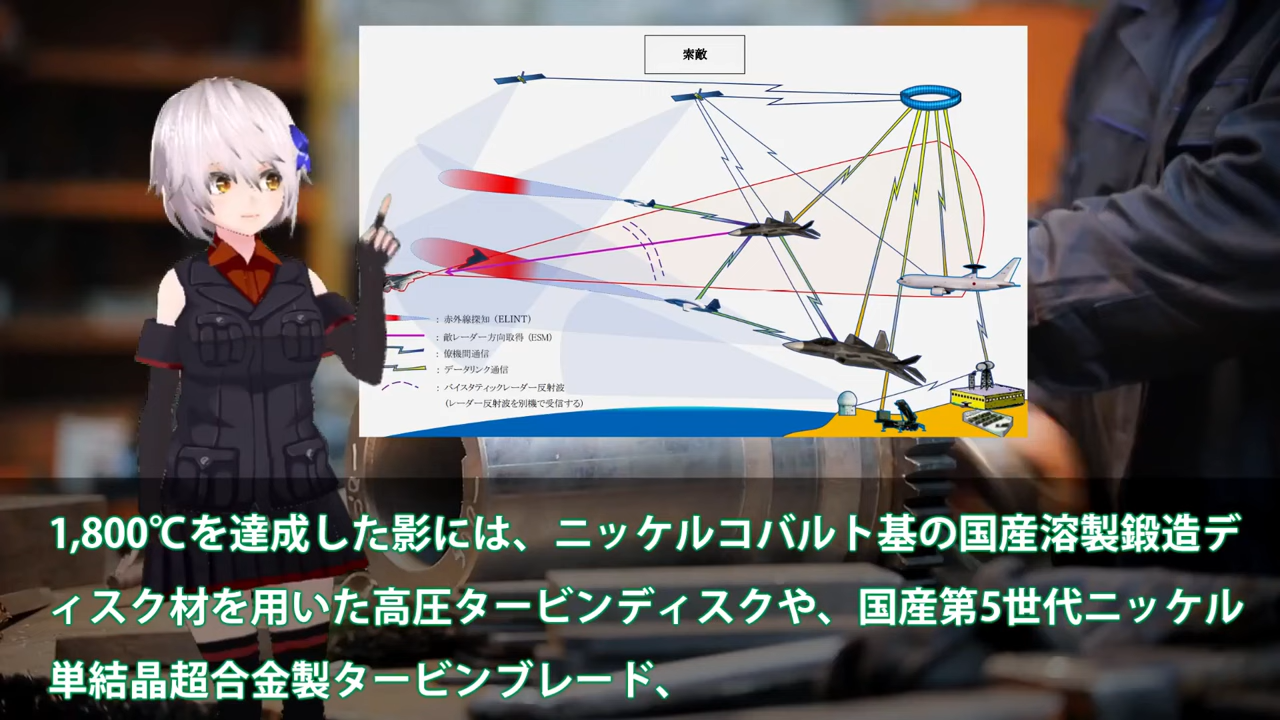 索敵
：赤外線探知（ELINT）
：敵レーダー方向取得（ESM）
：僚機間通信
：データリンク通信
：バイスタティックレーダー反射波
（レーダー反射波を別機で受信する）
1,800℃を達成した影には、ニッケルコバルト基の国産溶製鍛造デ
ィスク材を用いた高圧タービンディスクや、国産第5世代ニッケル
単結晶超合金製タービンブレード、